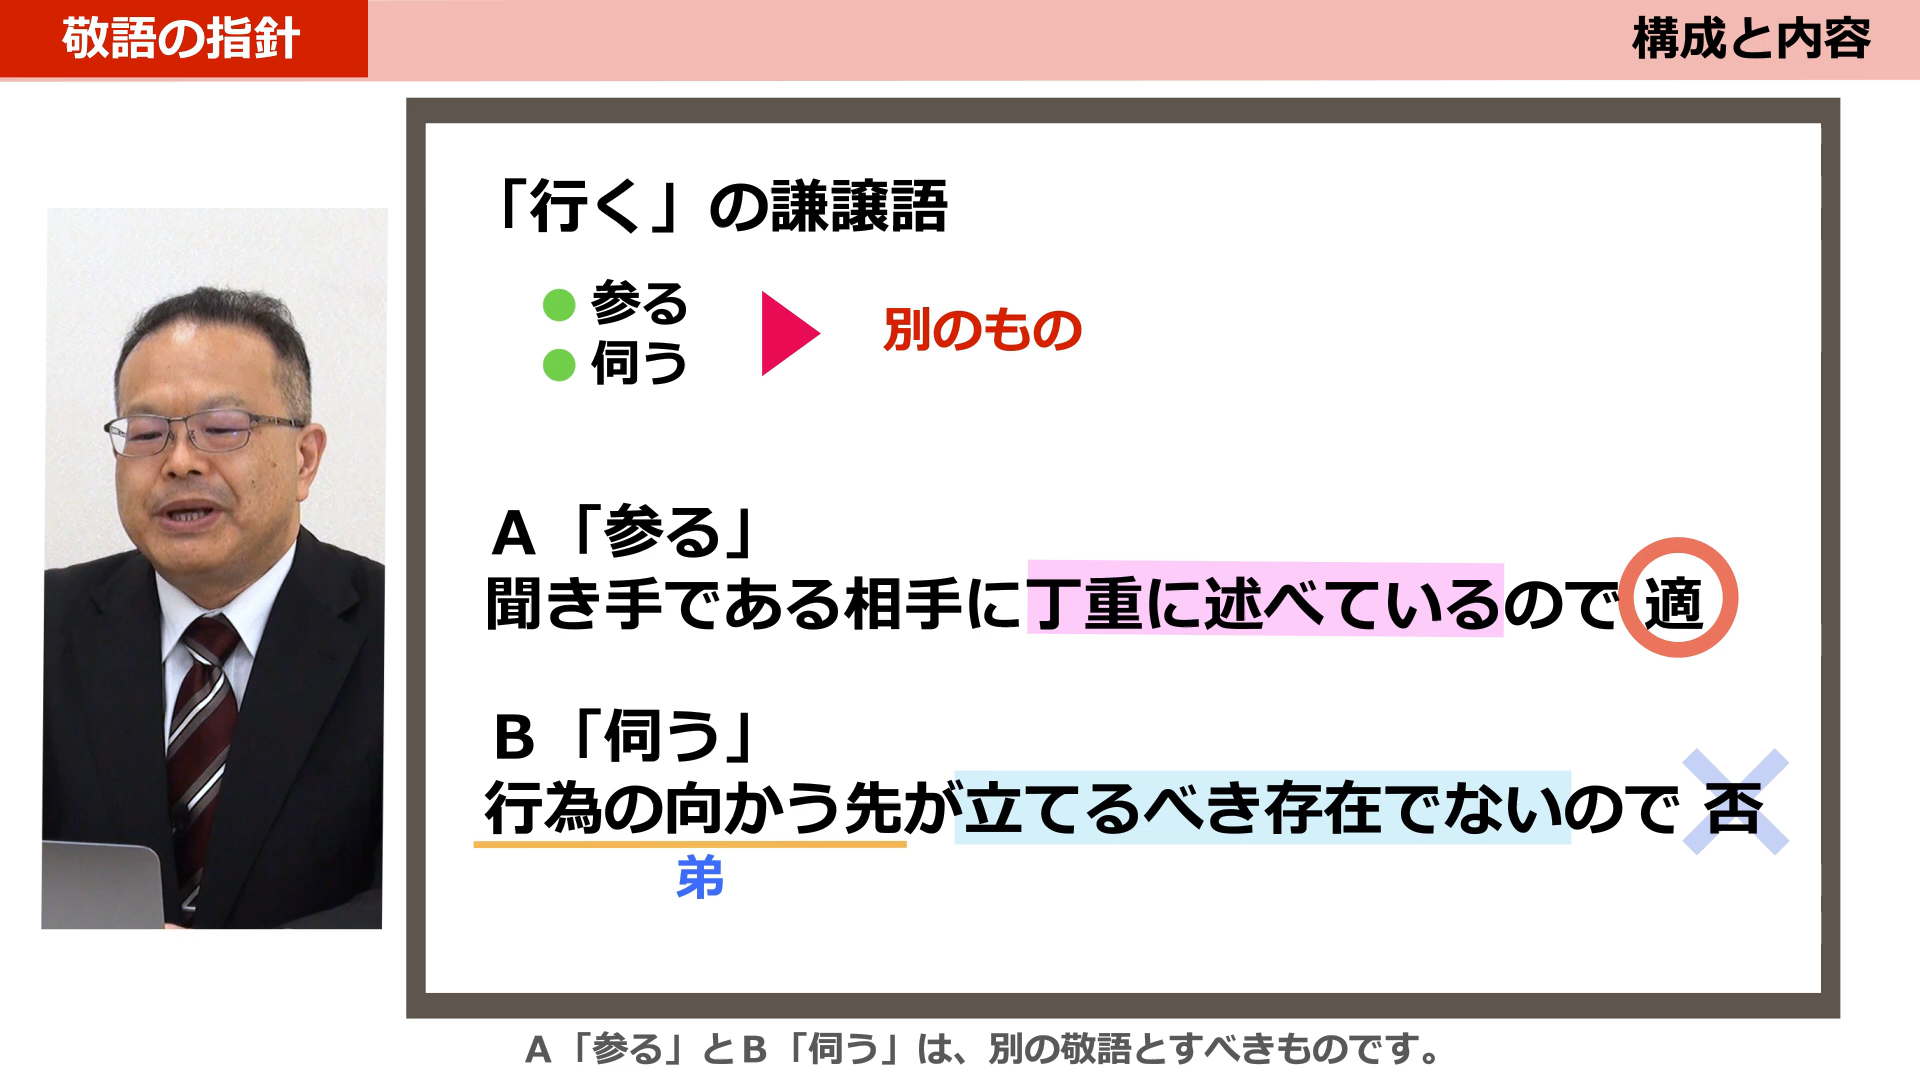 敬語の指針
構成と内容
「行く」の謙譲語
参る
伺う
別のもの
A「参る」
聞き手である相手に丁重に述べているので 適
B「伺う」
行為の向かう先が立てるべき存在でないので 否
弟
A「参る」とB「伺う」は、別の敬語とすべきものです。